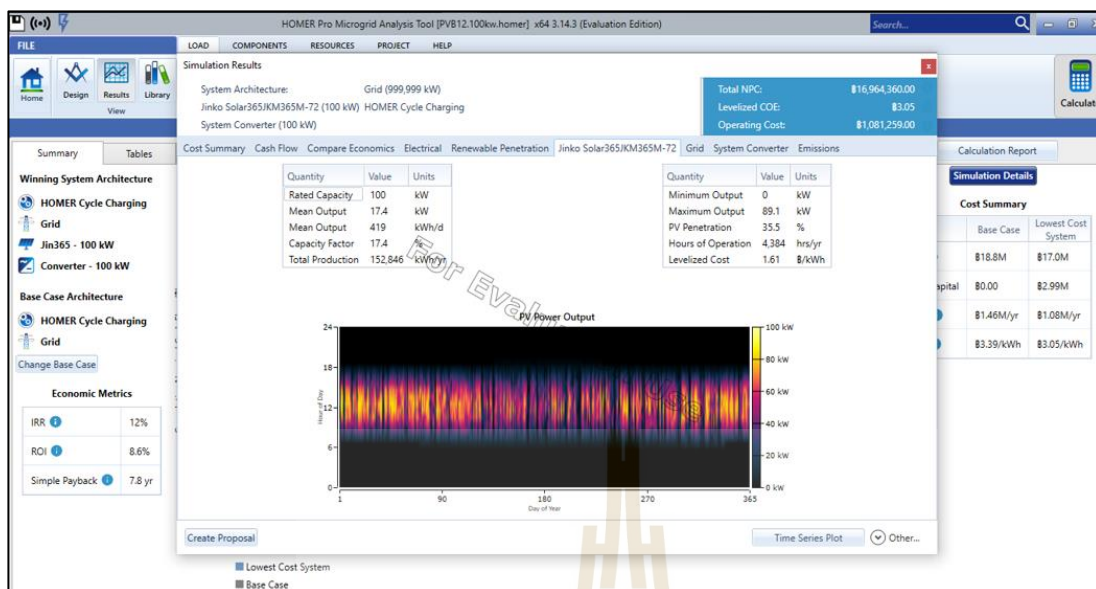 HOMER Pro Microgrid Analysis Tool [PVB12.100kw.homer] x64 3.14.3 (Evaluation Edition)
Search...
FILE
LOAD COMPONENTS RESOURCES PROJECT HELP
Home
Design
Results
Library
View
Calculat
Simulation Results
System Architecture: Grid (999,999 kW)
Jinko Solar365JKM365M-72 (100 kW) HOMER Cycle Charging
System Converter (100 kW)
Total NPC: ฿16,964,360.00
Levelized COE: ฿3.05
Operating Cost: ฿1,081,259.00
Cost Summary Cash Flow Compare Economics Electrical Renewable Penetration Jinko Solar365JKM365M-72 Grid System Converter Emissions
Quantity Value Units
Rated Capacity 100 kW
Mean Output 17.4 kW
Mean Output 419 kWh/d
Capacity Factor 17.4 %
Total Production 152,846 kWh/yr
Quantity Value Units
Minimum Output 0 kW
Maximum Output 89.1 kW
PV Penetration 35.5 %
Hours of Operation 4,384 hrs/yr
Levelized Cost 1.61 ฿/kWh
For Evalu
PV Power Output
24
18
12
6
0
Hour of Day
1 90 180 270 365
Day of Year
100 kW
80 kW
60 kW
40 kW
20 kW
0 kW
Create Proposal
Time Series Plot
Other...
Summary Tables
Winning System Architecture
HOMER Cycle Charging
Grid
Jin365 - 100 kW
Converter - 100 kW
Base Case Architecture
HOMER Cycle Charging
Grid
Change Base Case
Economic Metrics
IRR 12%
ROI 8.6%
Simple Payback 7.8 yr
Calculation Report
Simulation Details
Cost Summary
Base Case Lowest Cost System
฿18.8M ฿17.0M
apital ฿0.00 ฿2.99M
฿1.46M/yr ฿1.08M/yr
฿3.39/kWh ฿3.05/kWh
Lowest Cost System
Base Case